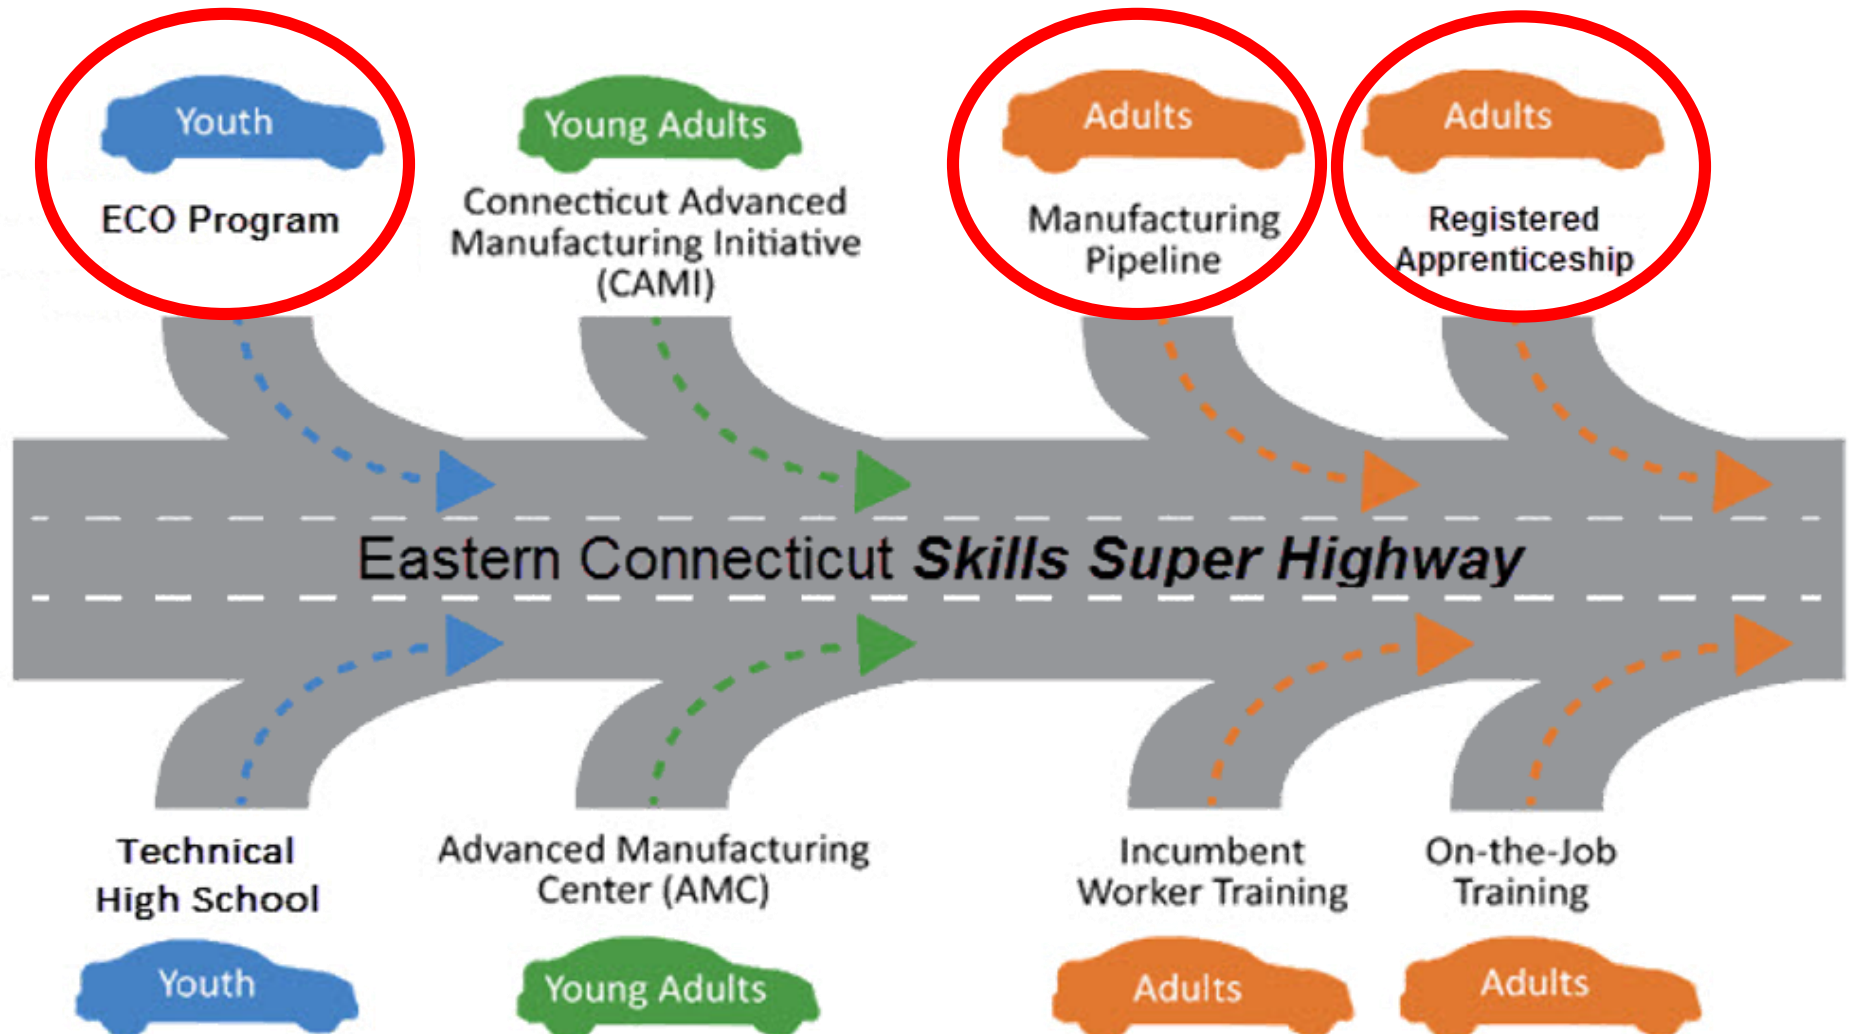 Youth
ECO Program
Young Adults
Connecticut Advanced
Manufacturing Initiative
(CAMI)
Adults
Manufacturing
Pipeline
Adults
Registered
Apprenticeship
Eastern Connecticut Skills Super Highway
Technical
High School
Youth
Advanced Manufacturing
Center (AMC)
Young Adults
Incumbent
Worker Training
Adults
On-the-Job
Training
Adults